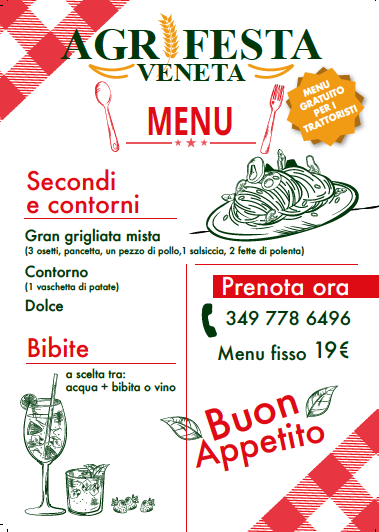 AGRIFESTA
VENETA
MENU
GRATUITO
PER I
TRATTORISTI
MENU
Secondi
e contorni
Gran grigliata mista
(3 osetti, pancetta, un pezzo di pollo,1 salsiccia, 2 fette di polenta)
Contorno
(1 vaschetta di patate)
Dolce
Prenota ora
349 778 6496
Menu fisso 19€
Bibite
a scelta tra:
acqua + bibita o vino
Buon
Appetito